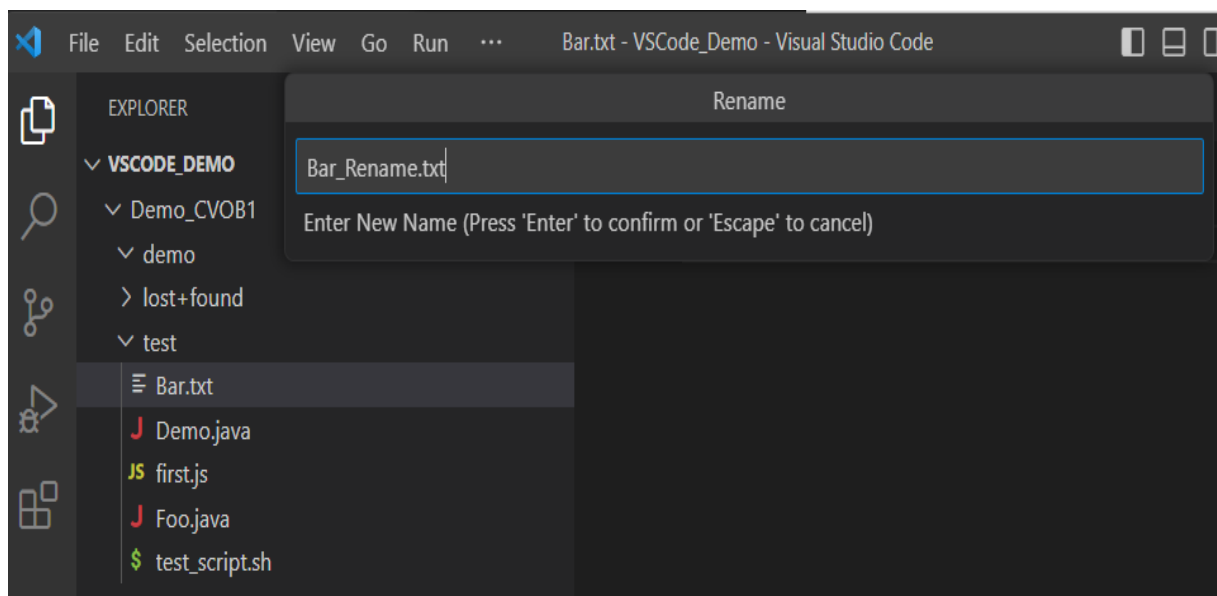 File Edit Selection View Go Run ··· Bar.txt - VSCode_Demo - Visual Studio Code
EXPLORER
VSCODE_DEMO
Demo_CVOB1
demo
lost+found
test
Bar.txt
Demo.java
JS first.js
Foo.java
$ test_script.sh
Rename
Bar_Rename.txt
Enter New Name (Press 'Enter' to confirm or 'Escape' to cancel)